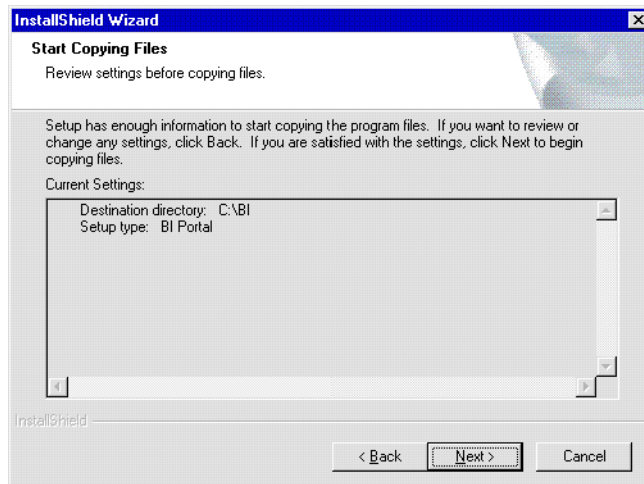 InstallShield Wizard
Start Copying Files
Review settings before copying files.
Setup has enough information to start copying the program files.  If you want to review or
change any settings, click Back.  If you are satisfied with the settings, click Next to begin
copying files.
Current Settings:
Destination directory:   C:\BI
Setup type:   BI Portal
InstallShield
< Back
Next >
Cancel